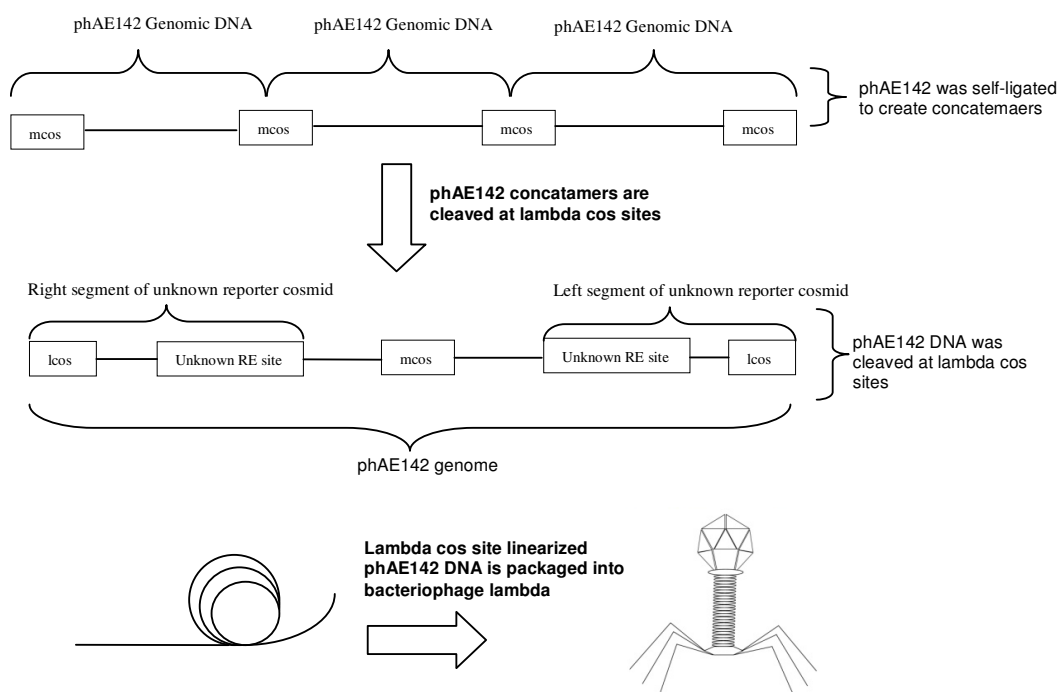 phAE142 Genomic DNA phAE142 Genomic DNA phAE142 Genomic DNA
phAE142 was self-ligated
to create concatemaers
mcos mcos mcos mcos
phAE142 concatamers are
cleaved at lambda cos sites
Right segment of unknown reporter cosmid Left segment of unknown reporter cosmid
lcos Unknown RE site mcos Unknown RE site lcos
phAE142 DNA was
cleaved at lambda cos
sites
phAE142 genome
Lambda cos site linearized
phAE142 DNA is packaged into
bacteriophage lambda